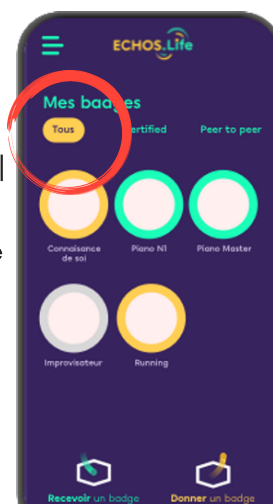 ECHOS.Life
Mes badges
Tous
ertified
Peer to peer
Connaisance
de soi
Piano N1
Piano Master
Improvisateur
Running
Recevoir un badge
Donner un badge